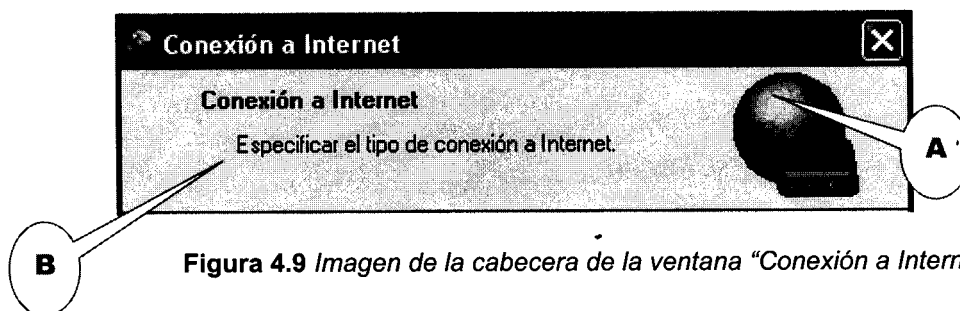 Conexión a Internet
Conexión a Internet
Especificar el tipo de conexión a Internet.
A
B
Figura 4.9 Imagen de la cabecera de la ventana “Conexión a Intern